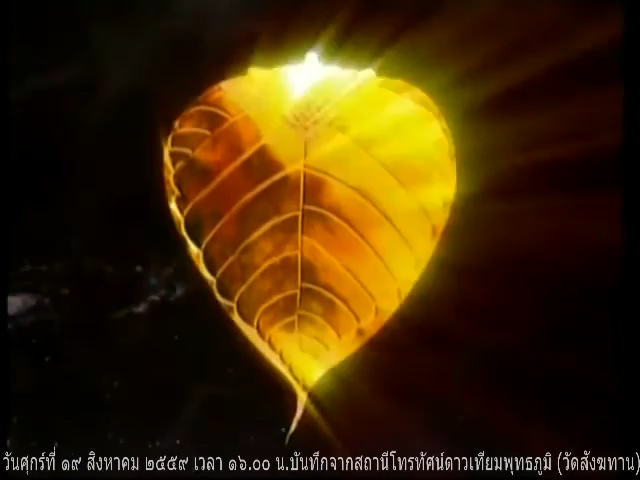 วันศุกร์ที่ ๑๙ สิงหาคม ๒๕๕๙ เวลา ๑๖.๐๐ น.บันทึกจากสถานีโทรทัศน์ดาวเทียมพุทธภูมิ (วัดสังฆทาน)